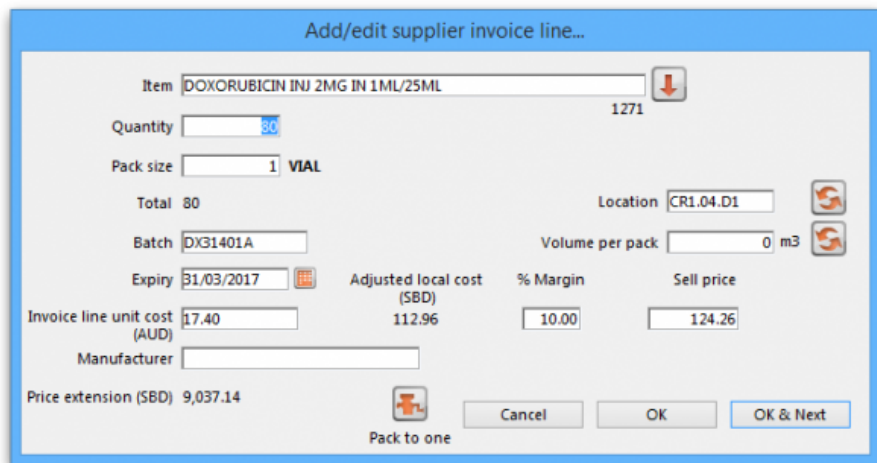 Add/edit supplier invoice line...
Item DOXORUBICIN INJ 2MG IN 1ML/25ML
1271
Quantity 80
Pack size 1 VIAL
Total 80 Location CR1.04.D1
Batch DX31401A Volume per pack 0 m3
Expiry 31/03/2017 Adjusted local cost % Margin Sell price
(SBD)
Invoice line unit cost 17.40 112.96 10.00 124.26
(AUD)
Manufacturer
Price extension (SBD) 9,037.14
Cancel OK OK & Next
Pack to one